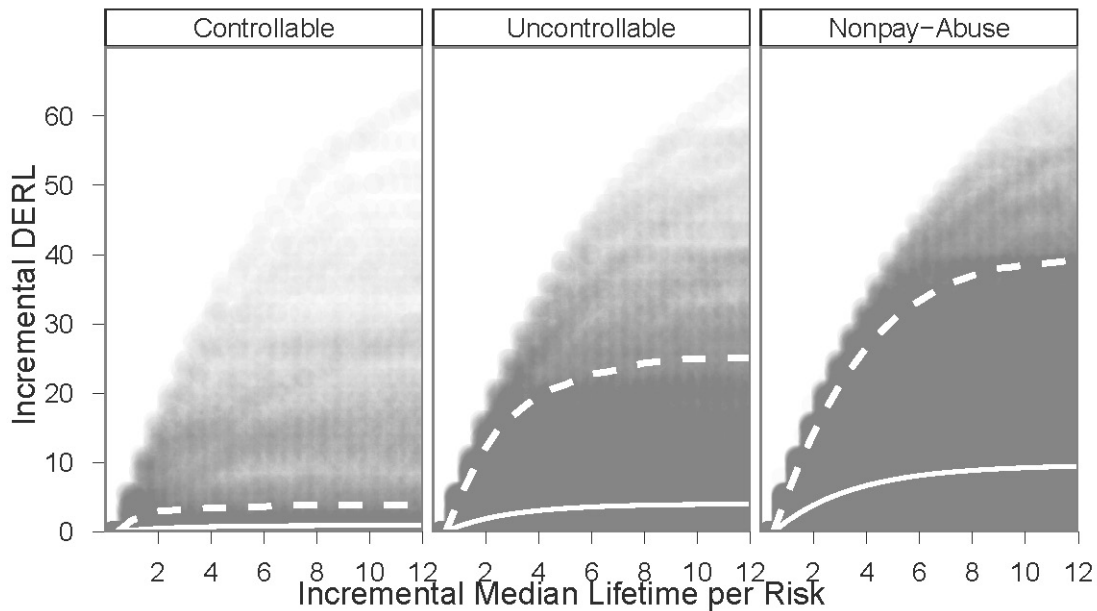 Controllable Uncontrollable Nonpay-Abuse
Incremental DERL
60
50
40
30
20
10
0
2 4 6 8 10 12 2 4 6 8 10 12 2 4 6 8 10 12
Incremental Median Lifetime per Risk